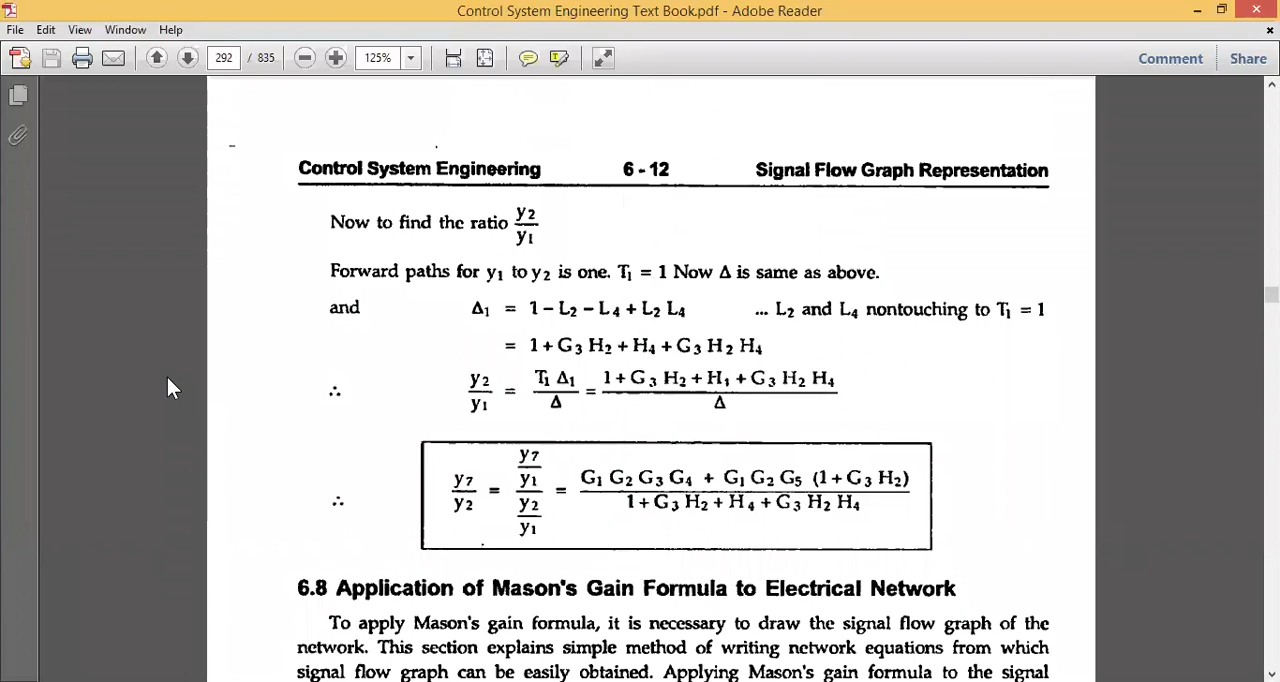 Control System Engineering Text Book.pdf - Adobe Reader
File Edit View Window Help
292 / 835 125% Comment Share
Control System Engineering 6 - 12 Signal Flow Graph Representation
Now to find the ratio y2/y1
Forward paths for y1 to y2 is one. T1 = 1 Now Δ is same as above.
and Δ1 = 1 − L2 − L4 + L2 L4 ... L2 and L4 nontouching to T1 = 1
= 1 + G3 H2 + H4 + G3 H2 H4
∴ y2/y1 = T1 Δ1/Δ = 1 + G3 H2 + H1 + G3 H2 H4/Δ
∴ y7/y2 = y7/y1/y2/y1 = G1 G2 G3 G4 + G1 G2 G5 (1 + G3 H2)/1 + G3 H2 + H4 + G3 H2 H4
6.8 Application of Mason's Gain Formula to Electrical Network
To apply Mason's gain formula, it is necessary to draw the signal flow graph of the
network. This section explains simple method of writing network equations from which
signal flow graph can be easily obtained. Applying Mason's gain formula to the signal